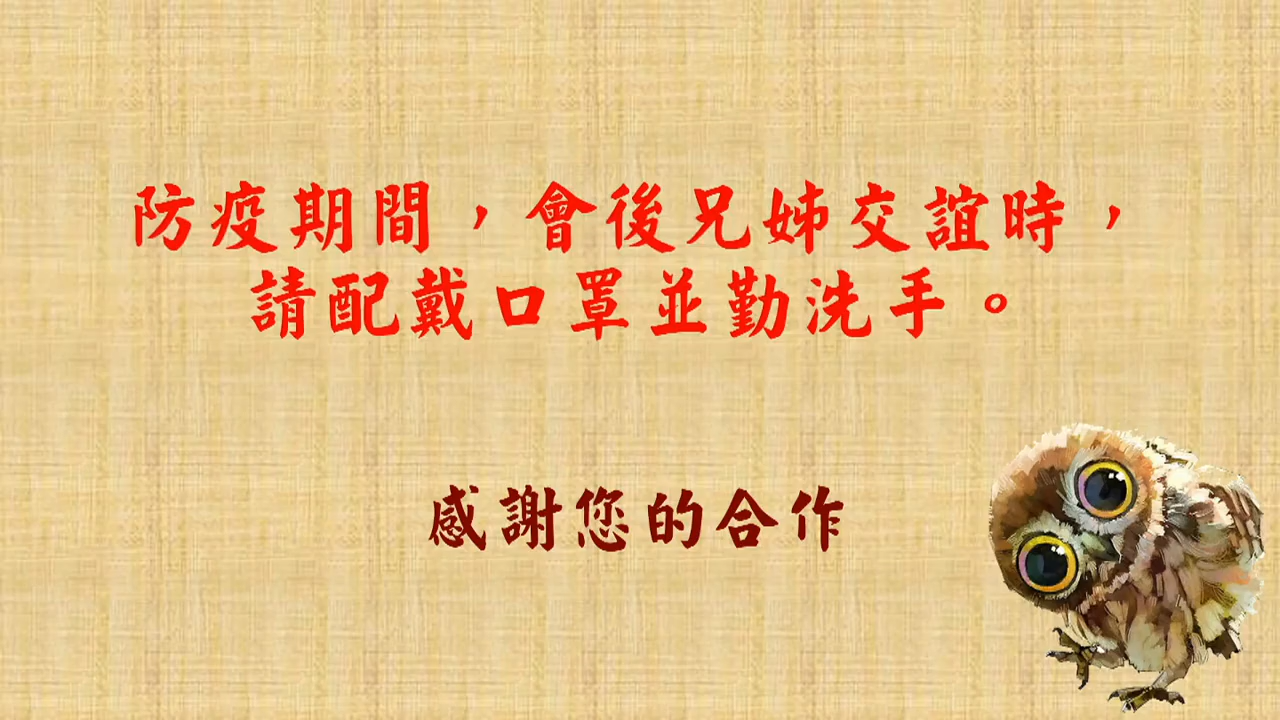 防疫期間，會後兄姊交誼時，
請配戴口罩並勤洗手。
感謝您的合作